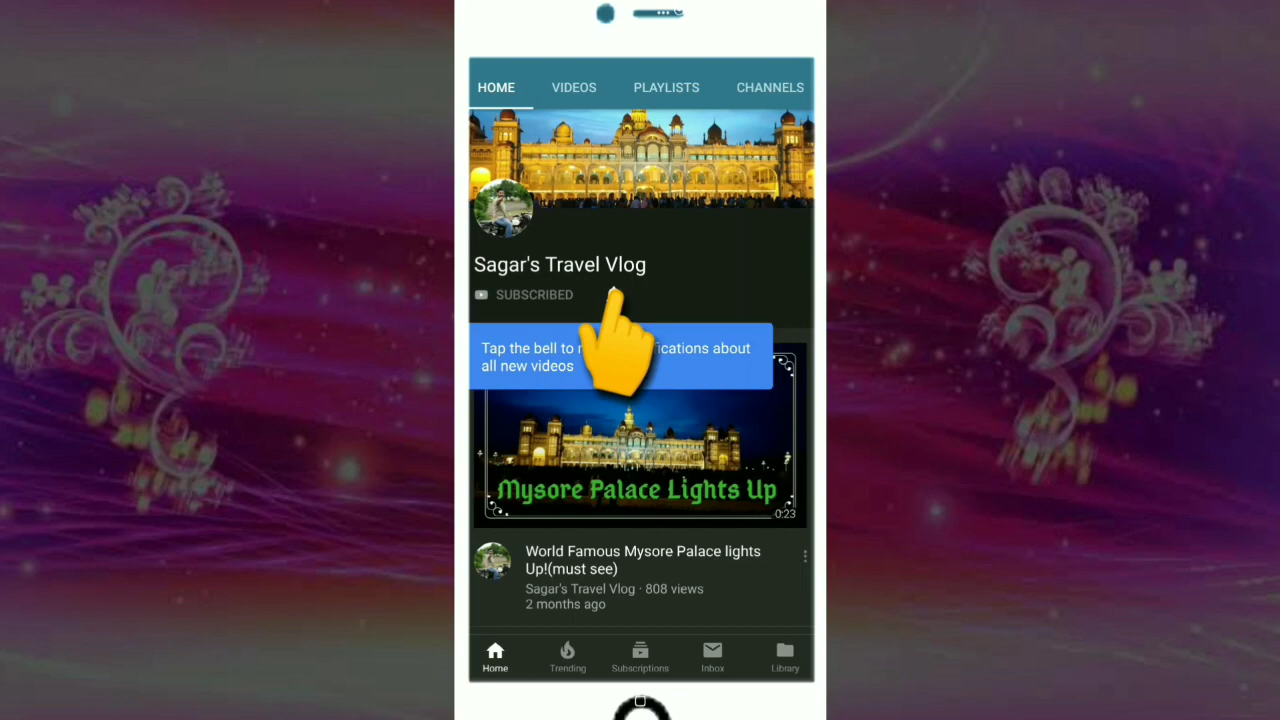 HOME VIDEOS PLAYLISTS CHANNELS
Sagar's Travel Vlog
SUBSCRIBED
Tap the bell to about
all new videos
Mysore Palace Lights Up
0:23
World Famous Mysore Palace lights
Up!(must see)
Sagar's Travel Vlog · 808 views
2 months ago
Home Trending Subscriptions Inbox Library